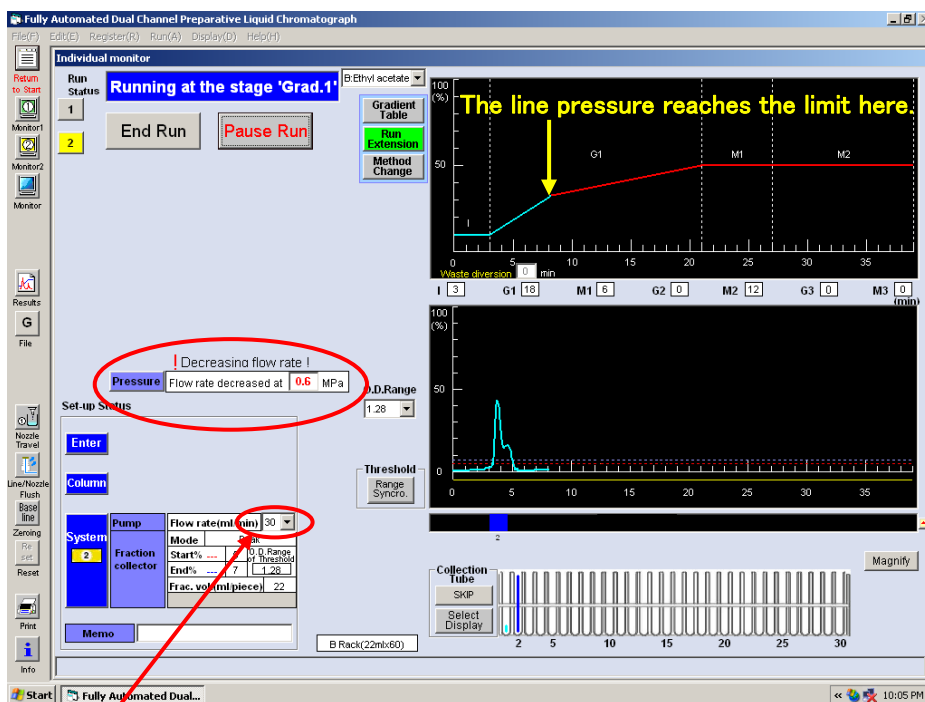 Fully Automated Dual Channel Preparative Liquid Chromatograph
File(F) Edit(E) Register(R) Run(A) Display(D) Help(H)
Individual monitor
Return
to Start
Monitor1
Monitor2
Monitor
Results
G
File
Nozzle
Travel
Line/Nozzle
Flush
Base
line
Zeroing
Re
set
Reset
Print
i
Info
Run
Status
1
2
Running at the stage 'Grad.1'
End Run
Pause Run
B:Ethyl acetate
Gradient
Table
Run
Extension
Method
Change
100
(%)
The line pressure reaches the limit here.
G1 M1 M2
50
I
0 5 10 15 20 25 30 35
Waste diversion 0 min
I 3 G1 18 M1 6 G2 0 M2 12 G3 0 M3 0
(min)
100
(%)
50
0
0 5 10 15 20 25 30 35
2
! Decreasing flow rate !
Pressure Flow rate decreased at 0.6 MPa
O.D.Range
1.28
Threshold
Range
Syncro.
Set-up Status
Enter
Column
System
2
Pump
Flow rate(ml/min) 30
Mode Peak
Fraction
collector
Start% ---
O.D.Range
of Threshold
1.28
End% --- 7
Frac. vol(ml/piece) 22
Memo
B Rack(22mlx60)
Magnify
Collection
Tube
SKIP
Select
Display
2 5 10 15 20 25 30
Start
Fully Automated Dual...
« 10:05 PM